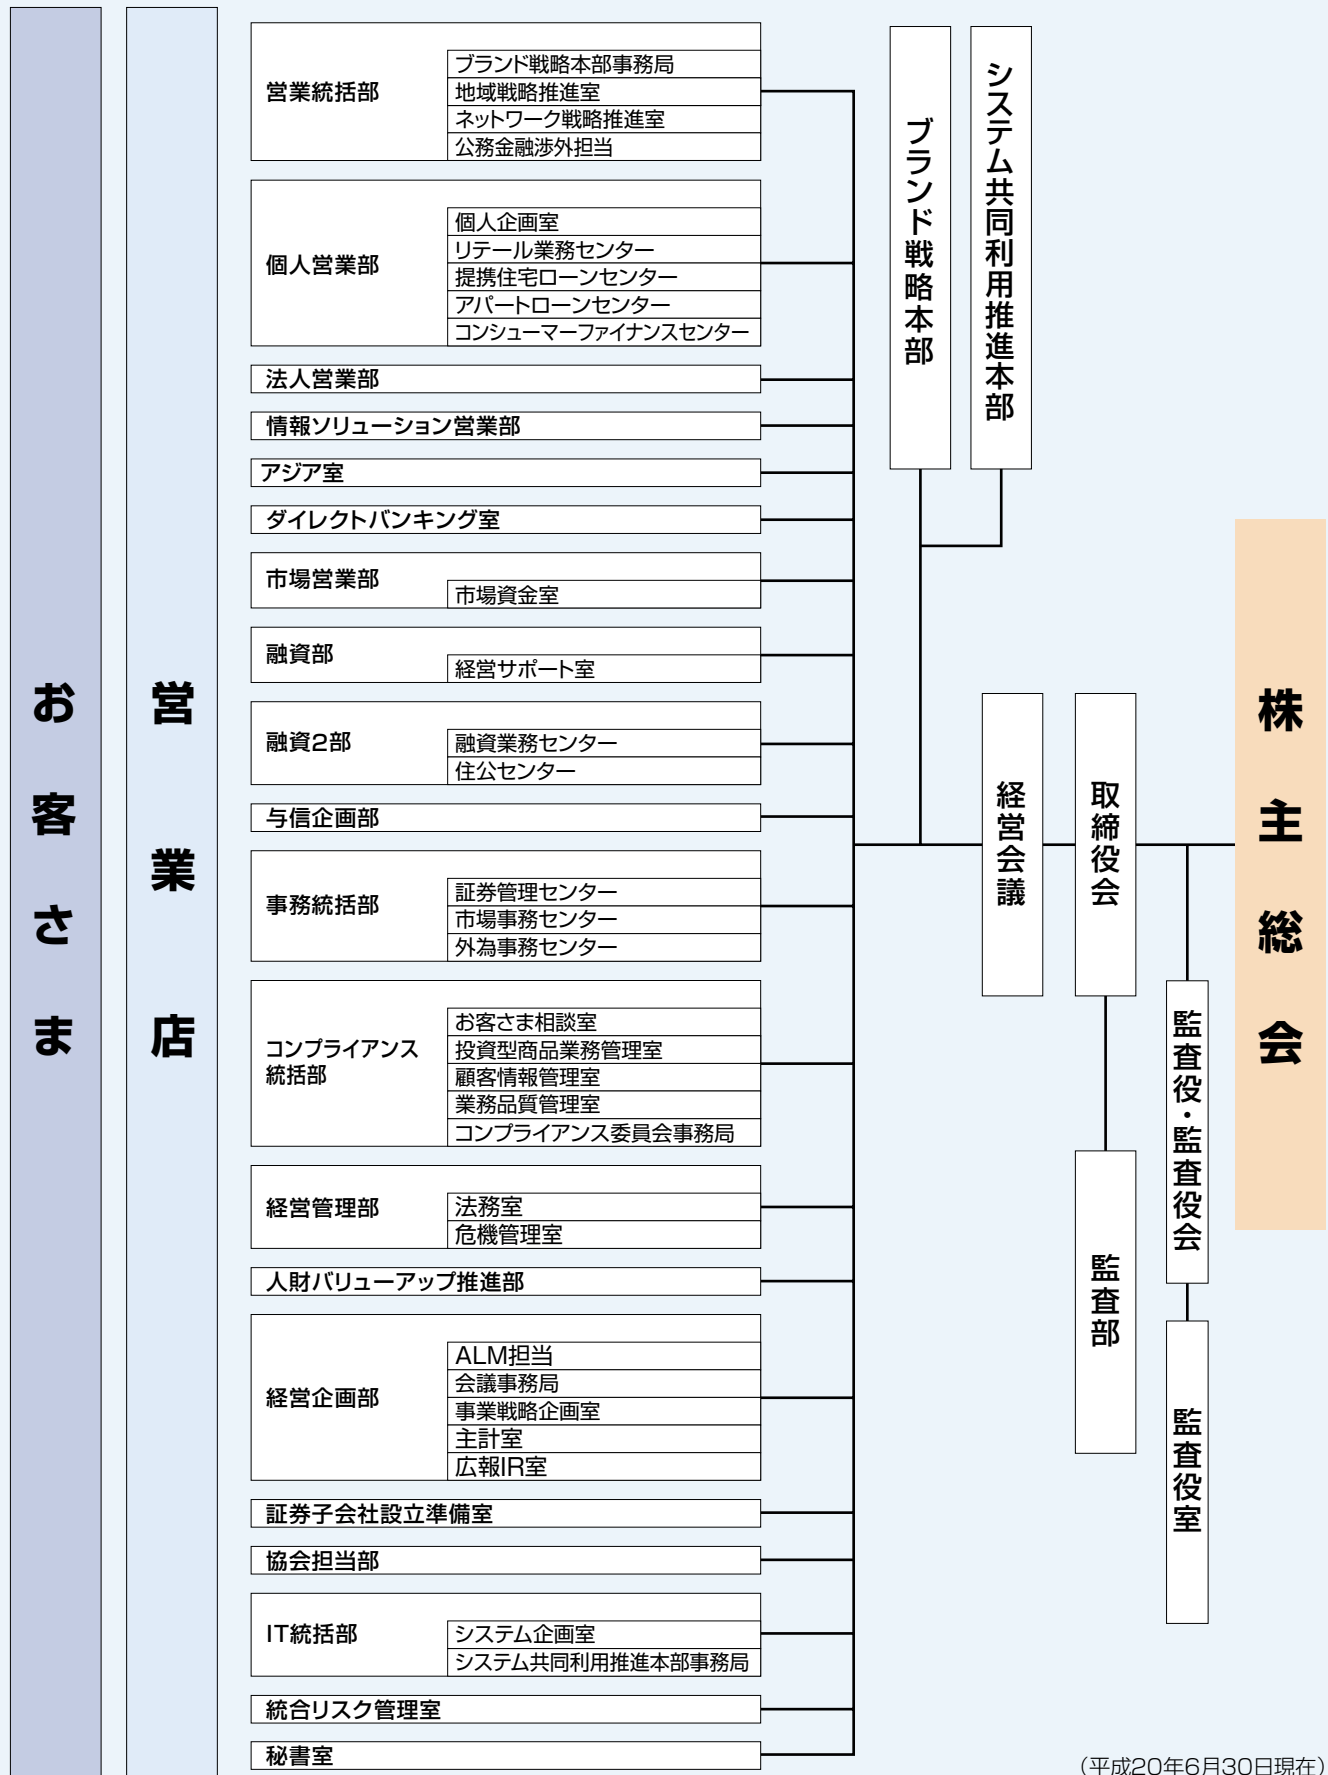 お客さま
営業店
営業統括部
ブランド戦略本部事務局
地域戦略推進室
ネットワーク戦略推進室
公務金融渉外担当
個人営業部
個人企画室
リテール業務センター
提携住宅ローンセンター
アパートローンセンター
コンシューマーファイナンスセンター
法人営業部
情報ソリューション営業部
アジア室
ダイレクトバンキング室
市場営業部
市場資金室
融資部
経営サポート室
融資2部
融資業務センター
住公センター
与信企画部
事務統括部
証券管理センター
市場事務センター
外為事務センター
コンプライアンス
統括部
お客さま相談室
投資型商品業務管理室
顧客情報管理室
業務品質管理室
コンプライアンス委員会事務局
経営管理部
法務室
危機管理室
人財バリューアップ推進部
経営企画部
ALM担当
会議事務局
事業戦略企画室
主計室
広報IR室
証券子会社設立準備室
協会担当部
IT統括部
システム企画室
システム共同利用推進本部事務局
統合リスク管理室
秘書室
ブランド戦略本部
システム共同利用推進本部
経営会議
取締役会
監査部
監査役・監査役会
監査役室
株主総会
（平成20年6月30日現在）